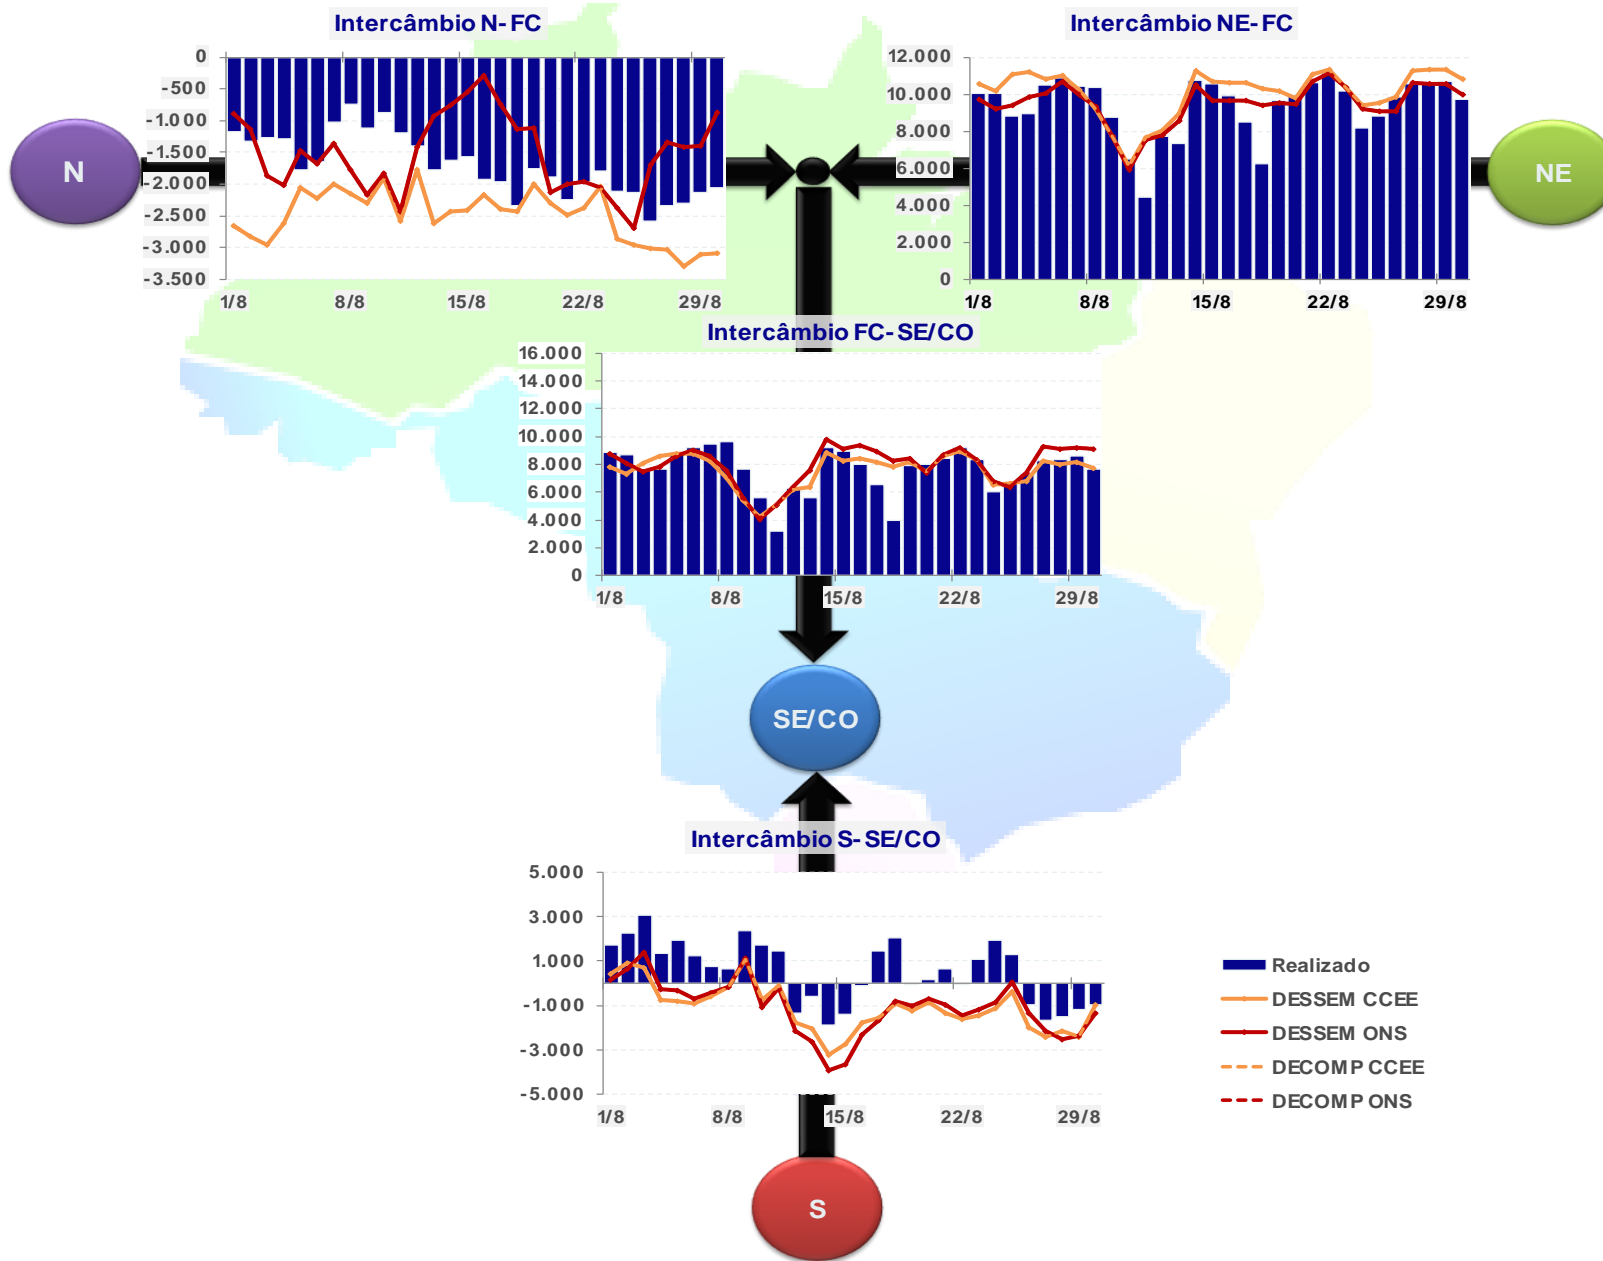 Intercâmbio N-FC
0
-500
-1.000
-1.500
-2.000
-2.500
-3.000
-3.500
1/8 8/8 15/8 22/8 29/8
N
Intercâmbio NE-FC
12.000
10.000
8.000
6.000
4.000
2.000
0
1/8 8/8 15/8 22/8 29/8
NE
Intercâmbio FC-SE/CO
16.000
14.000
12.000
10.000
8.000
6.000
4.000
2.000
0
1/8 8/8 15/8 22/8 29/8
SE/CO
Intercâmbio S-SE/CO
5.000
3.000
1.000
-1.000
-3.000
-5.000
1/8 8/8 15/8 22/8 29/8
Realizado
DESSEM CCEE
DESSEM ONS
DECOMP CCEE
DECOMP ONS
S